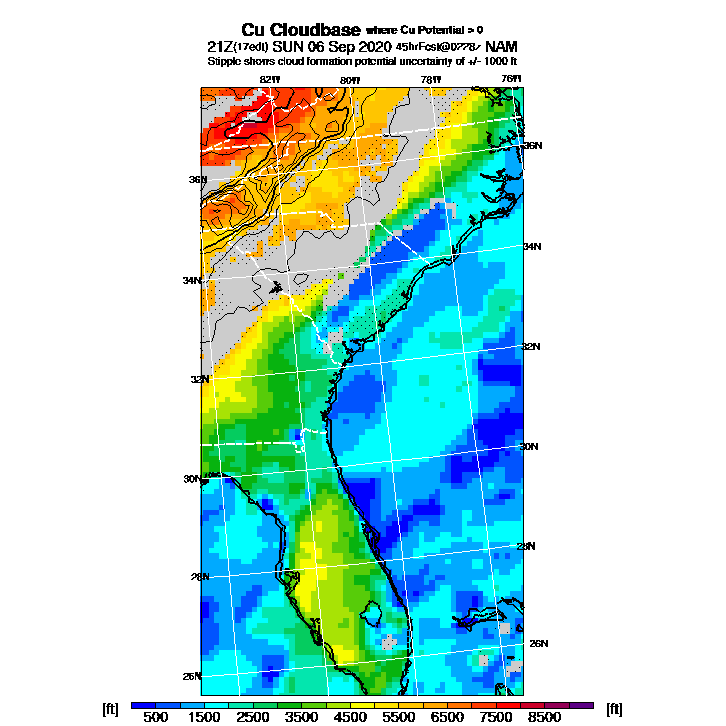 Cu Cloudbase where Cu Potential > 0
21Z(17edt) SUN 06 Sep 2020 45hrFcst@0227z NAM
Stipple shows cloud formation potential uncertainty of +/- 1000 ft
82W 80W 78W 76W
36N
36N
34N
34N
32N
32N
30N
30N
28N
28N
26N
26N
[ft] 500 1500 2500 3500 4500 5500 6500 7500 8500 [ft]